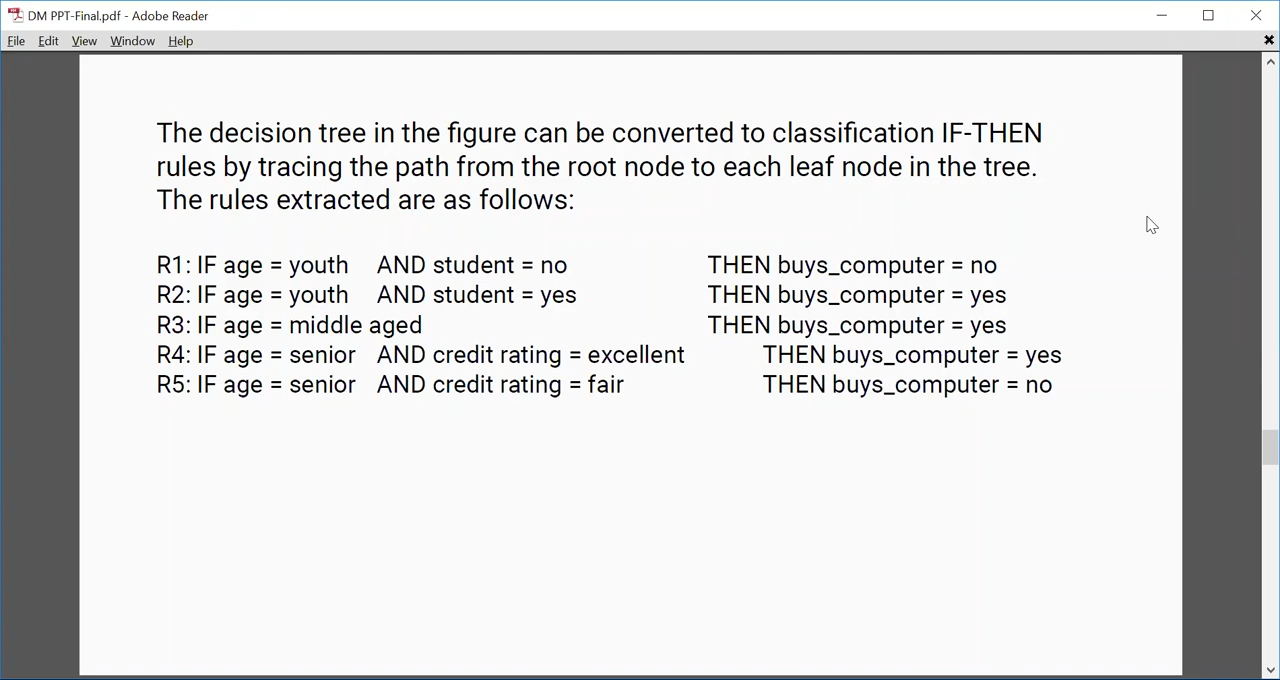 DM PPT-Final.pdf - Adobe Reader
File Edit View Window Help
The decision tree in the figure can be converted to classification IF-THEN
rules by tracing the path from the root node to each leaf node in the tree.
The rules extracted are as follows:
R1: IF age = youth AND student = no THEN buys_computer = no
R2: IF age = youth AND student = yes THEN buys_computer = yes
R3: IF age = middle aged THEN buys_computer = yes
R4: IF age = senior AND credit rating = excellent THEN buys_computer = yes
R5: IF age = senior AND credit rating = fair THEN buys_computer = no